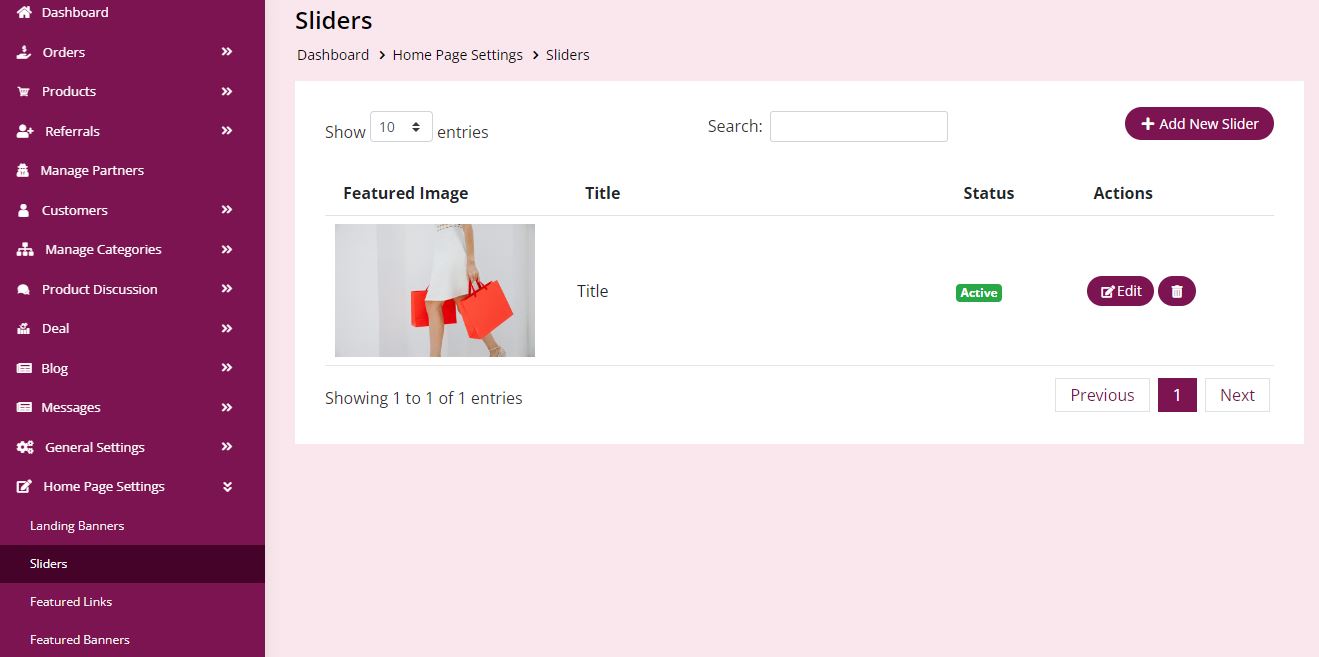 Dashboard
Orders
Products
Referrals
Manage Partners
Customers
Manage Categories
Product Discussion
Deal
Blog
Messages
General Settings
Home Page Settings
Landing Banners
Sliders
Featured Links
Featured Banners
Sliders
Dashboard > Home Page Settings > Sliders
Show 10 entries Search: Add New Slider
Featured Image Title Status Actions
Title Active Edit
Showing 1 to 1 of 1 entries Previous 1 Next